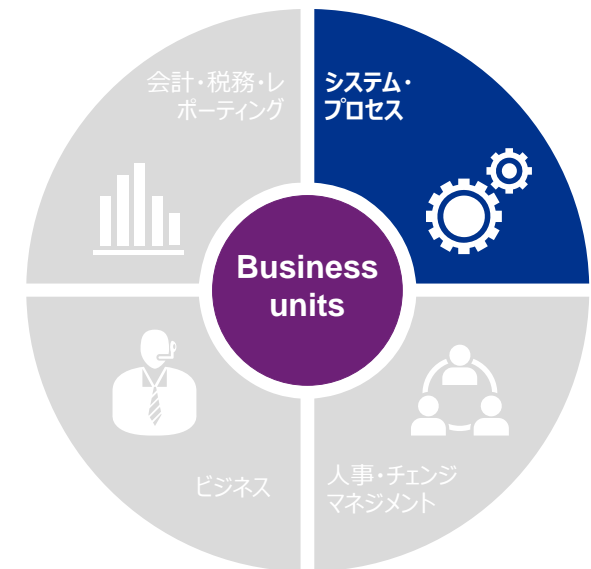 会計・税務・レ
ポーティング
システム・
プロセス
Business
units
ビジネス
人事・チェンジ
マネジメント